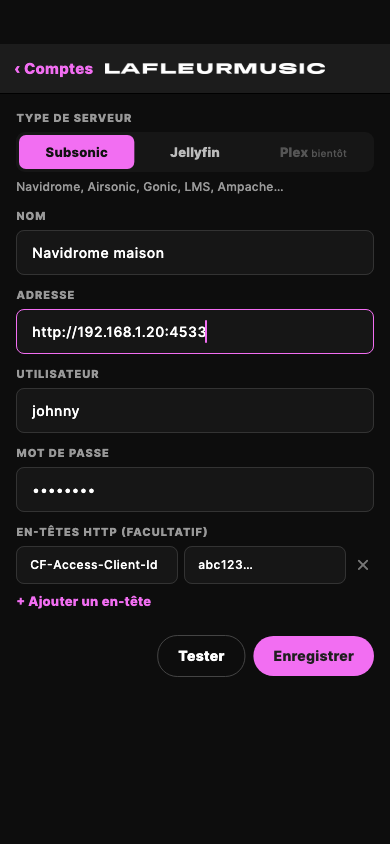 ‹ Comptes LAFLEURMUSIC
TYPE DE SERVEUR
Subsonic Jellyfin Plex bientôt
Navidrome, Airsonic, Gonic, LMS, Ampache…
NOM
Navidrome maison
ADRESSE
http://192.168.1.20:4533
UTILISATEUR
johnny
MOT DE PASSE
••••••••
EN-TÊTES HTTP (FACULTATIF)
CF-Access-Client-Id abc123… ✕
+ Ajouter un en-tête
Tester Enregistrer